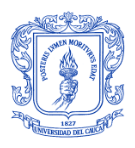 POSTERIS LVMEN MORITVRVS EDAT
1827
UNIVERSIDAD DEL CAUCA